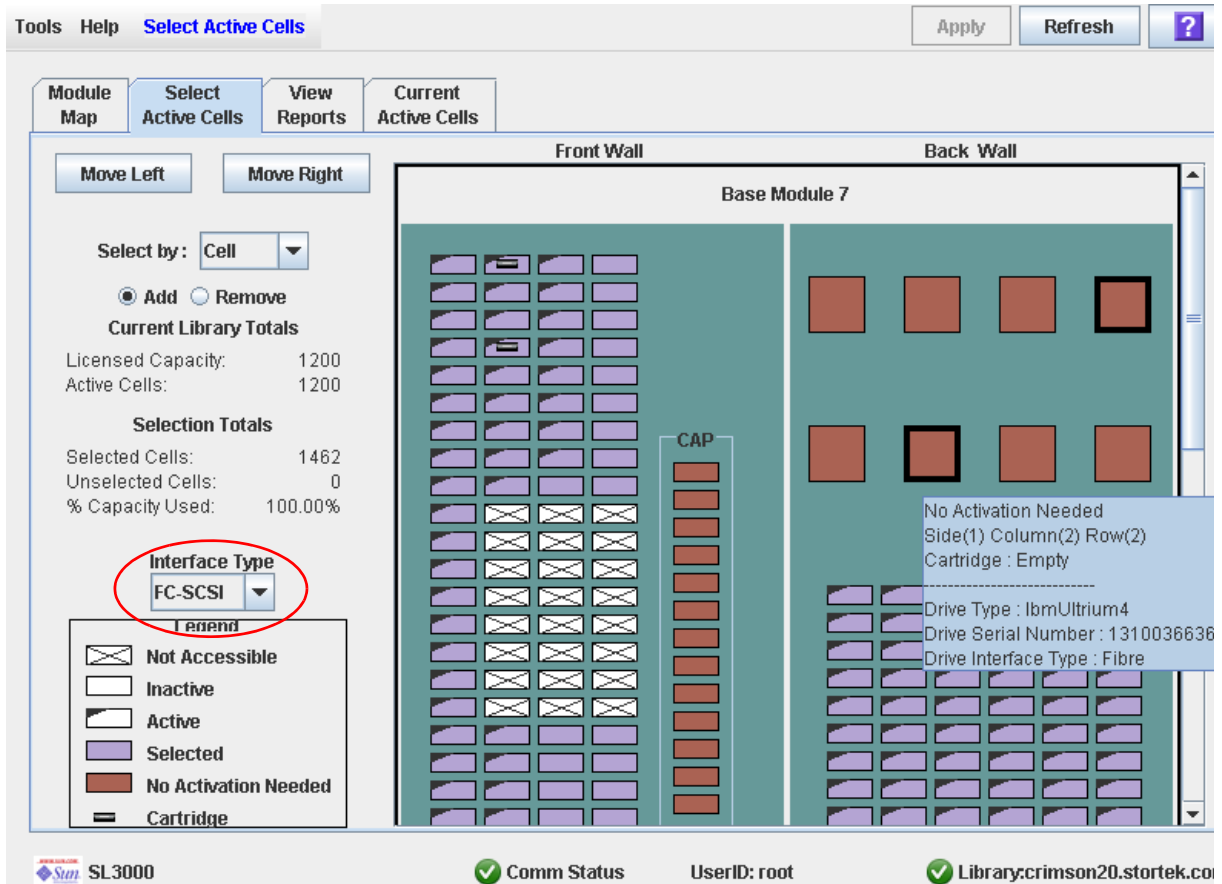 Tools Help Select Active Cells Apply Refresh ?
Module Map
Select Active Cells
View Reports
Current Active Cells
Move Left Move Right
Select by: Cell
Add Remove
Current Library Totals
Licensed Capacity: 1200
Active Cells: 1200
Selection Totals
Selected Cells: 1462
Unselected Cells: 0
% Capacity Used: 100.00%
Interface Type
FC-SCSI
Legend
Not Accessible
Inactive
Active
Selected
No Activation Needed
Cartridge
Front Wall Back Wall
Base Module 7
CAP
No Activation Needed
Side(1) Column(2) Row(2)
Cartridge : Empty
----------------------------
Drive Type : IbmUltrium4
Drive Serial Number : 1310036636
Drive Interface Type : Fibre
Sun SL3000 Comm Status UserID: root Library:crimson20.stortek.co